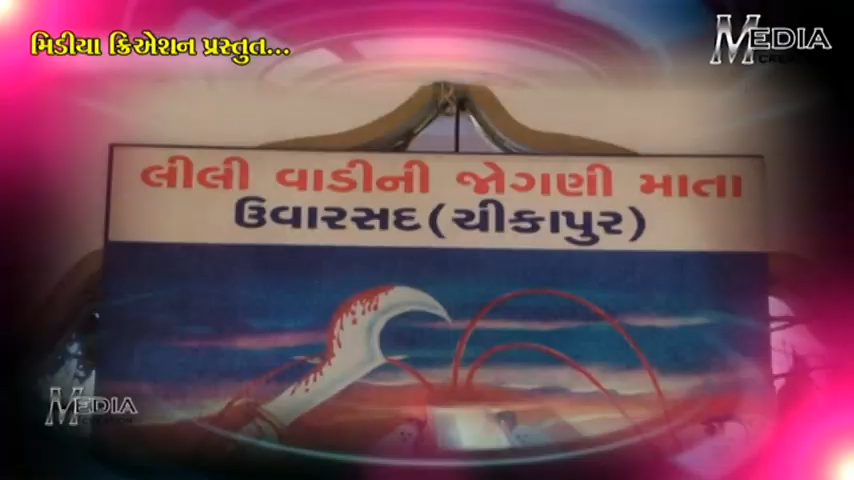 મિડીયા ક્રિએશન પ્રસ્તુત...
MEDIA
લીલી વાડીની જોગણી માતા
ઉવારસદ(ચીકાપુર)
MEDIA